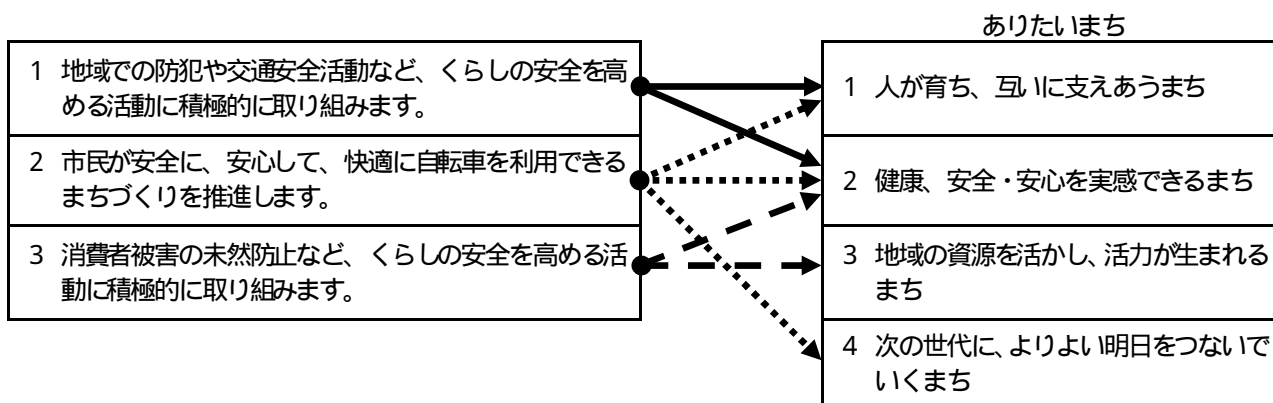 ありたいまち
1 地域での防犯や交通安全活動など、くらしの安全を高
める活動に積極的に取り組みます。
2 市民が安全に、安心して、快適に自転車を利用できる
まちづくりを推進します。
3 消費者被害の未然防止など、くらしの安全を高める活
動に積極的に取り組みます。
1 人が育ち、互いに支えあうまち
2 健康、安全・安心を実感できるまち
3 地域の資源を活かし、活力が生まれる
まち
4 次の世代に、よりよい明日をつないで
いくまち